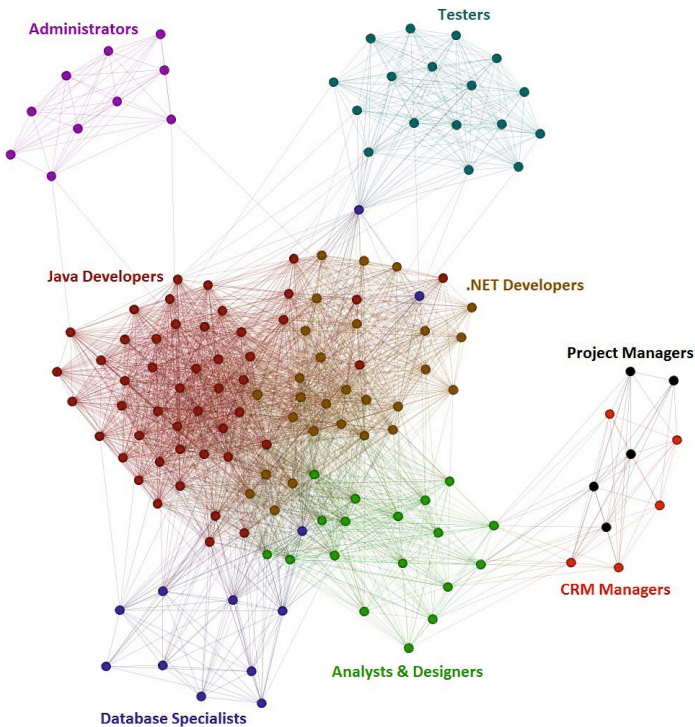 Administrators
Testers
Java Developers
.NET Developers
Project Managers
CRM Managers
Analysts & Designers
Database Specialists